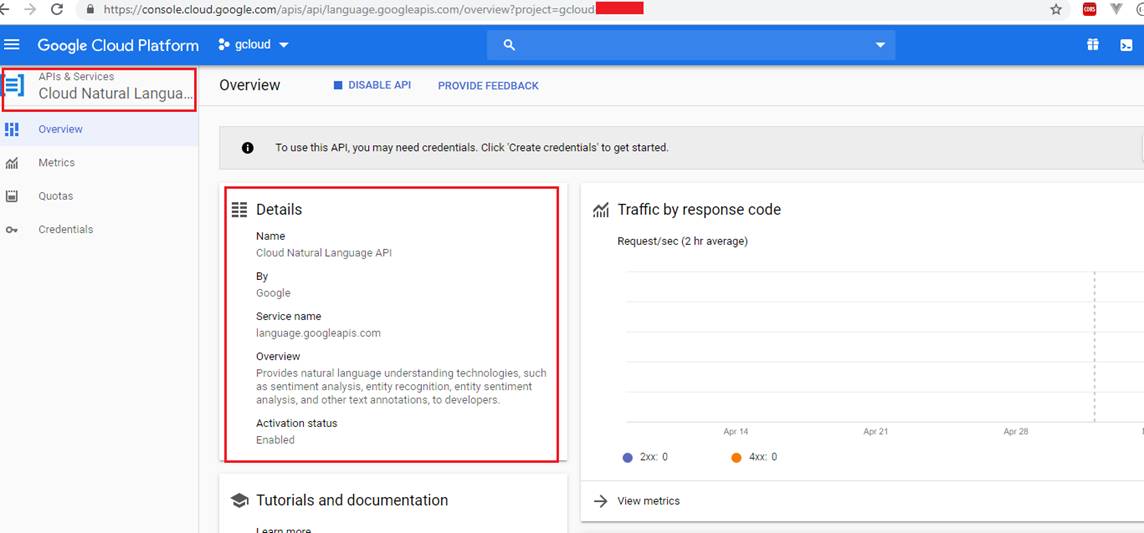 https://console.cloud.google.com/apis/api/language.googleapis.com/overview?project=gcloud
CORS
Google Cloud Platform
gcloud
APIs & Services
Cloud Natural Langua...
Overview
DISABLE API
PROVIDE FEEDBACK
Overview
Metrics
Quotas
Credentials
To use this API, you may need credentials. Click 'Create credentials' to get started.
Details
Name
Cloud Natural Language API
By
Google
Service name
language.googleapis.com
Overview
Provides natural language understanding technologies, such
as sentiment analysis, entity recognition, entity sentiment
analysis, and other text annotations, to developers.
Activation status
Enabled
Traffic by response code
Request/sec (2 hr average)
Apr 14 Apr 21 Apr 28
2xx: 0 4xx: 0
View metrics
Tutorials and documentation
Learn more